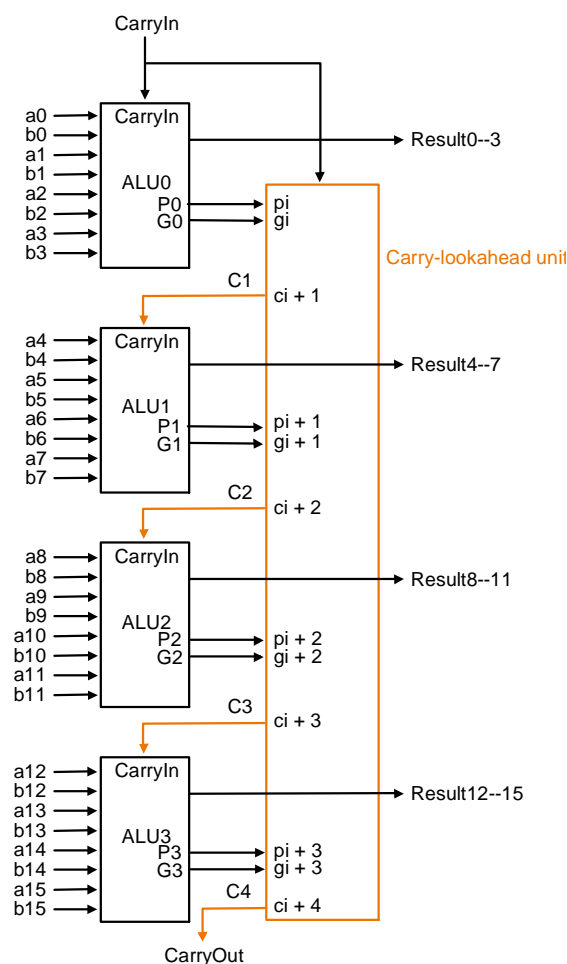 CarryIn
a0
b0
a1
b1
a2
b2
a3
b3
CarryIn
ALU0
P0
G0
pi
gi
Result0--3
Carry-lookahead unit
C1
ci + 1
a4
b4
a5
b5
a6
b6
a7
b7
CarryIn
ALU1
P1
G1
pi + 1
gi + 1
Result4--7
C2
ci + 2
a8
b8
a9
b9
a10
b10
a11
b11
CarryIn
ALU2
P2
G2
pi + 2
gi + 2
Result8--11
C3
ci + 3
a12
b12
a13
b13
a14
b14
a15
b15
CarryIn
ALU3
P3
G3
pi + 3
gi + 3
Result12--15
C4
ci + 4
CarryOut